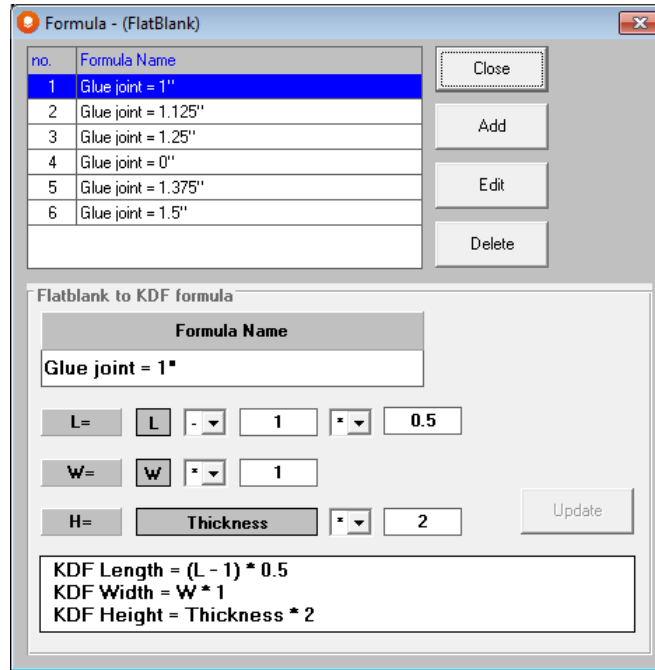 Formula - (FlatBlank)
no. Formula Name
1 Glue joint = 1''
2 Glue joint = 1.125''
3 Glue joint = 1.25''
4 Glue joint = 0''
5 Glue joint = 1.375''
6 Glue joint = 1.5''
Close
Add
Edit
Delete
Flatblank to KDF formula
Formula Name
Glue joint = 1"
L= L - 1 * 0.5
W= W * 1
H= Thickness * 2
Update
KDF Length = (L - 1) * 0.5
KDF Width = W * 1
KDF Height = Thickness * 2